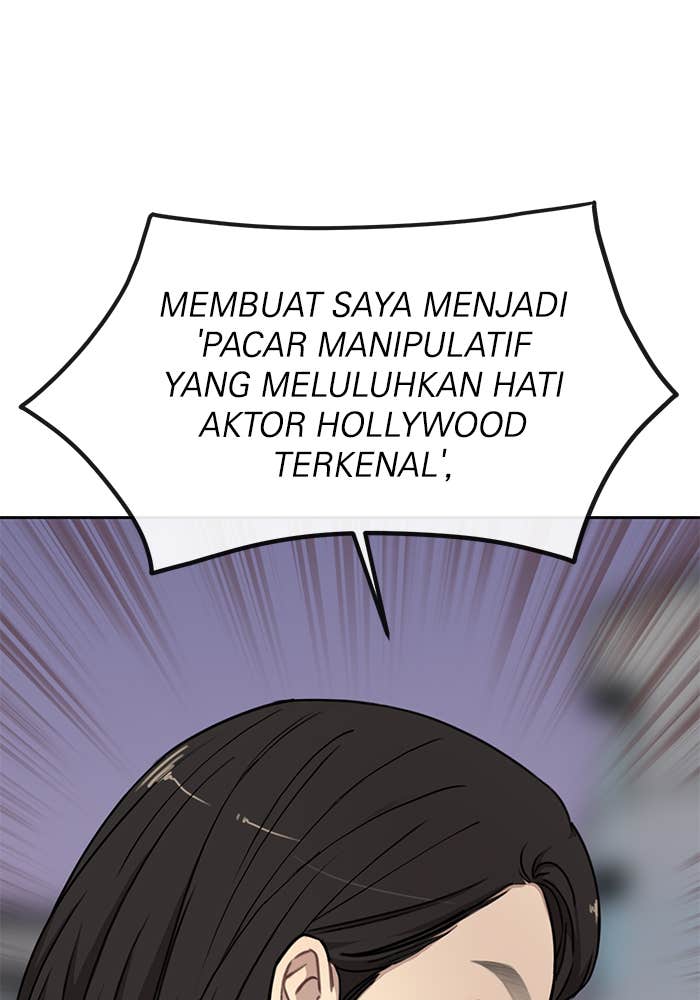 MEMBUAT SAYA MENJADI
'PACAR MANIPULATIF
YANG MELULUHKAN HATI
AKTOR HOLLYWOOD
TERKENAL',